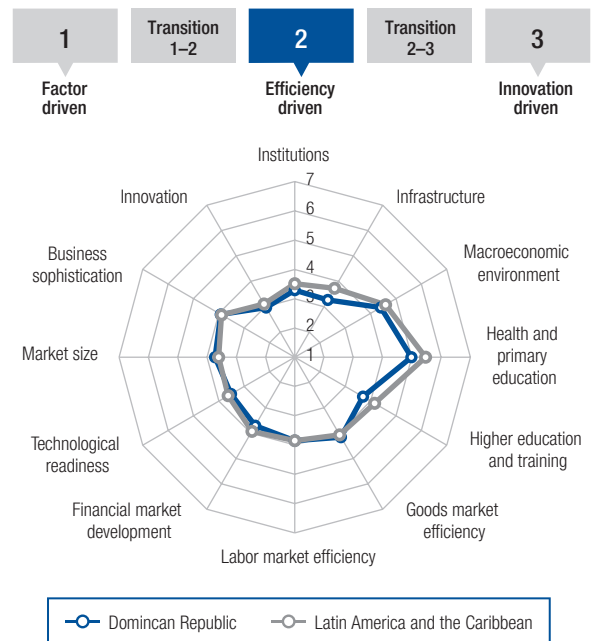 1
Transition
1–2
2
Transition
2–3
3
Factor
driven
Efficiency
driven
Innovation
driven
Institutions
Infrastructure
Macroeconomic
environment
Health and
primary
education
Higher education
and training
Goods market
efficiency
Labor market efficiency
Financial market
development
Technological
readiness
Market size
Business
sophistication
Innovation
7
6
5
4
3
2
1
Domincan Republic
Latin America and the Caribbean